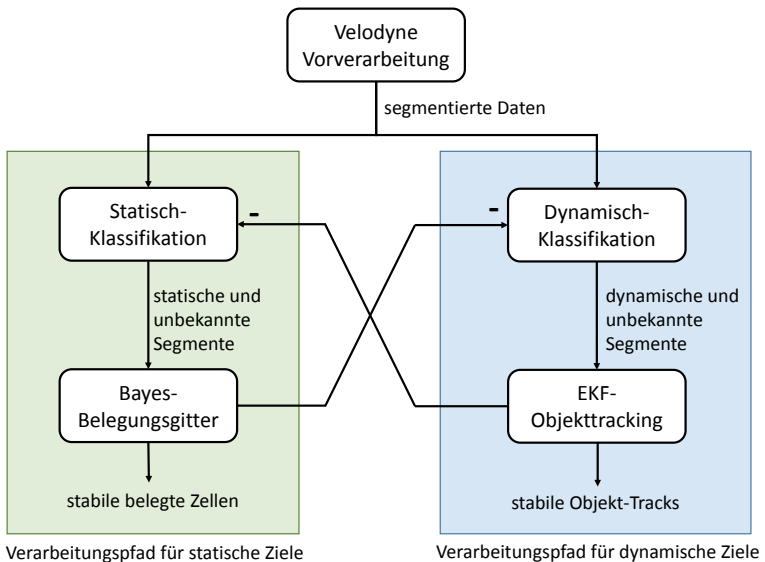 Velodyne
Vorverarbeitung
segmentierte Daten
Statisch-
Klassifikation
-
-
Dynamisch-
Klassifikation
statische und
unbekannte
Segmente
dynamische und
unbekannte
Segmente
Bayes-
Belegungsgitter
EKF-
Objekttracking
stabile belegte Zellen
stabile Objekt-Tracks
Verarbeitungspfad für statische Ziele
Verarbeitungspfad für dynamische Ziele